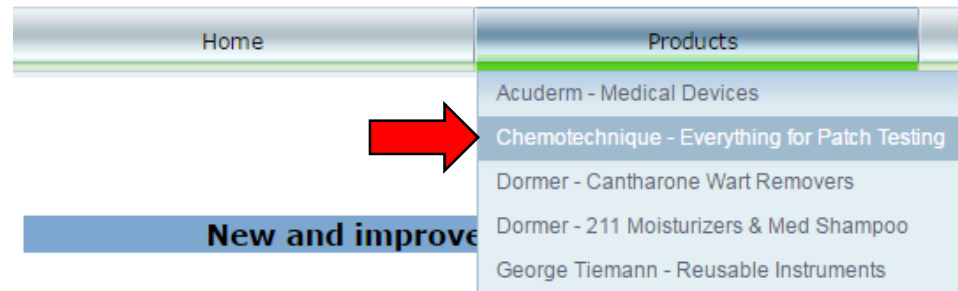 Home
Products
Acuderm - Medical Devices
Chemotechnique - Everything for Patch Testing
Dormer - Cantharone Wart Removers
Dormer - 211 Moisturizers & Med Shampoo
New and improve
George Tiemann - Reusable Instruments